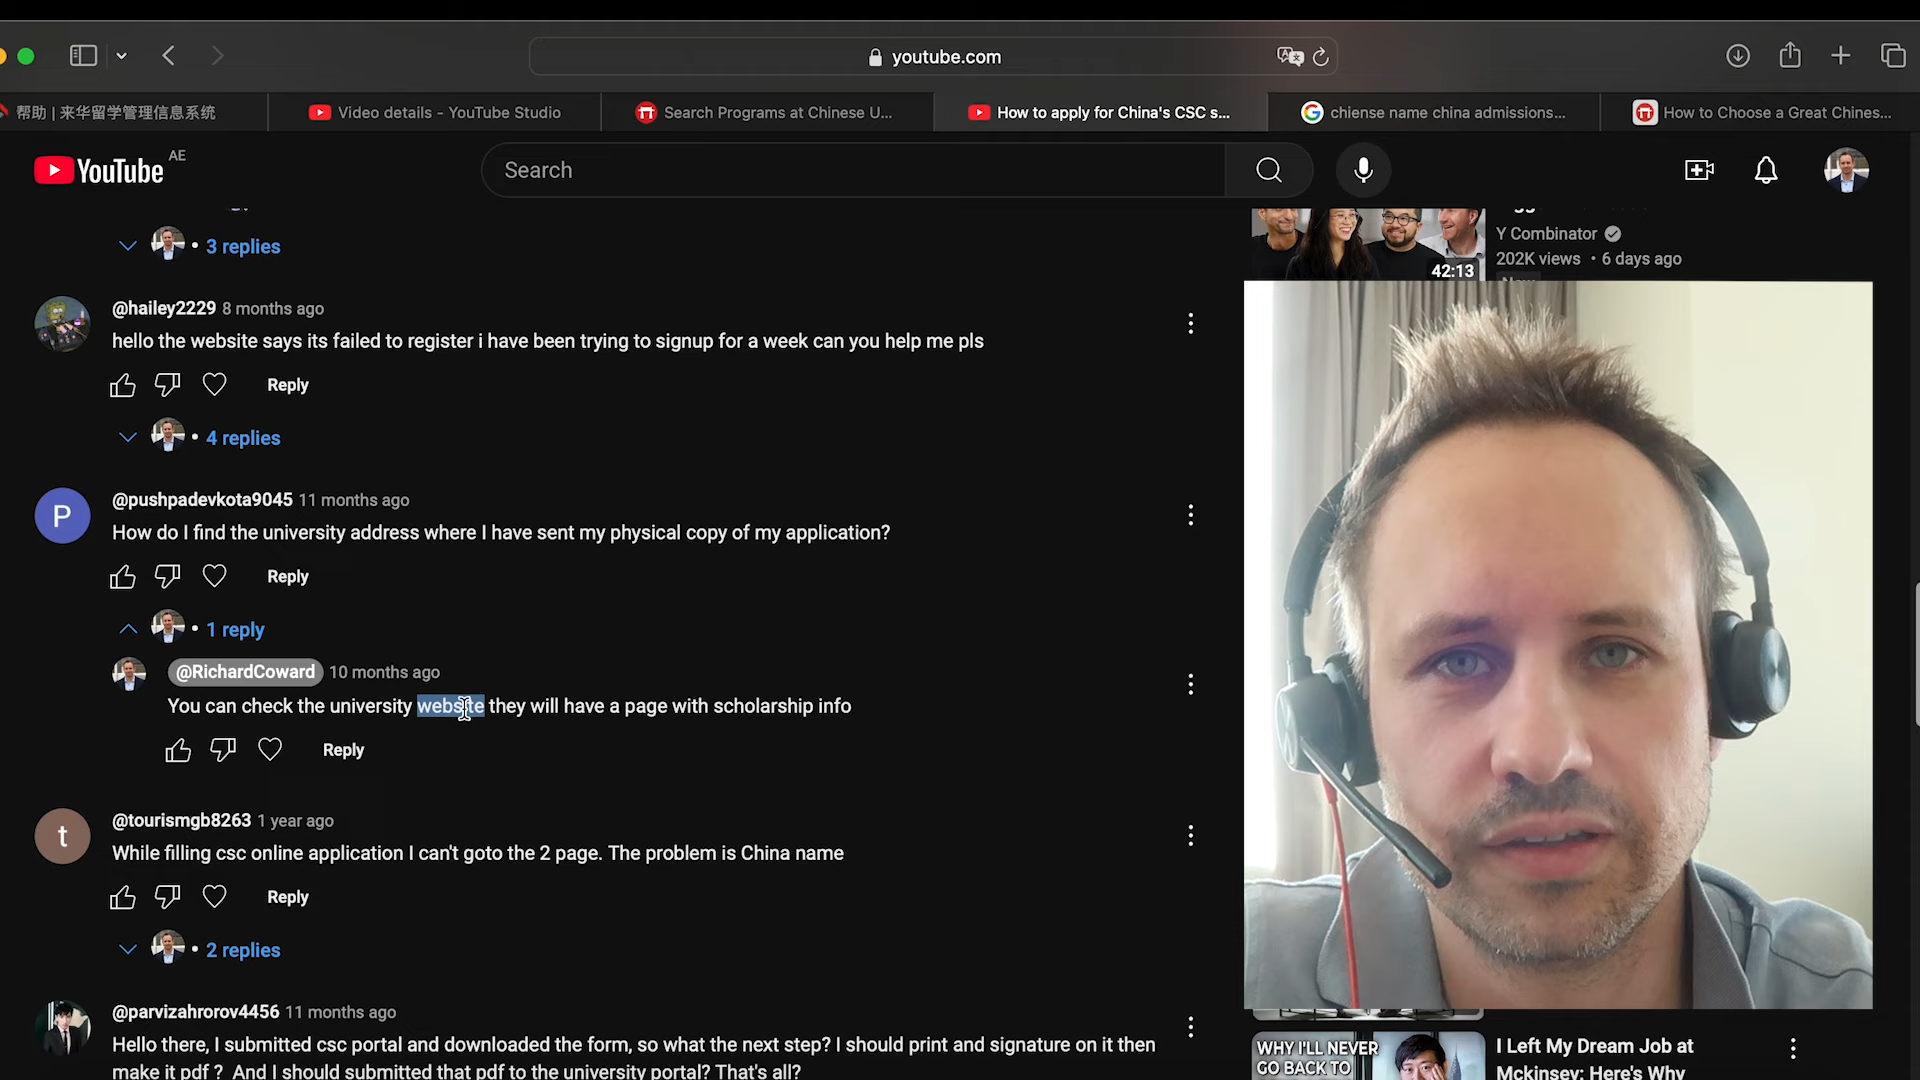 youtube.com
帮助 | 来华留学管理信息系统
Video details - YouTube Studio
Search Programs at Chinese U...
How to apply for China's CSC s...
chiense name china admissions...
How to Choose a Great Chines...
YouTube AE
Search
3 replies
Y Combinator
202K views • 6 days ago
42:13
@hailey2229 8 months ago
hello the website says its failed to register i have been trying to signup for a week can you help me pls
Reply
4 replies
P
@pushpadevkota9045 11 months ago
How do I find the university address where I have sent my physical copy of my application?
Reply
1 reply
@RichardCoward 10 months ago
You can check the university website they will have a page with scholarship info
Reply
t
@tourismgb8263 1 year ago
While filling csc online application I can't goto the 2 page. The problem is China name
Reply
2 replies
@parvizahrorov4456 11 months ago
Hello there, I submitted csc portal and downloaded the form, so what the next step? I should print and signature on it then
make it pdf ? And I should submitted that pdf to the university portal? That's all?
WHY I'LL NEVER
GO BACK TO
I Left My Dream Job at
Mckinsey: Here's Why